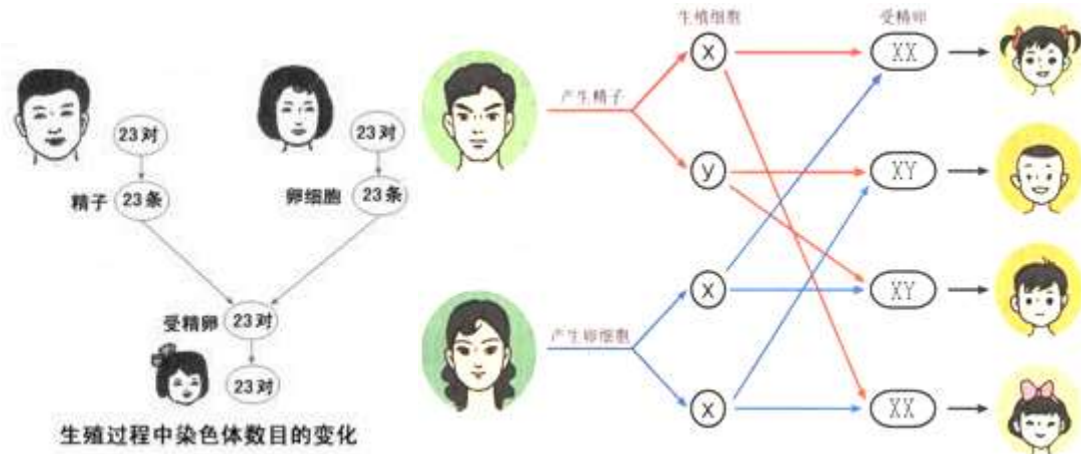 23对
23对
精子
23条
卵细胞
23条
受精卵
23对
23对
生殖过程中染色体数目的变化
生殖细胞
受精卵
产生精子
x
XX
y
XY
产生卵细胞
x
XY
x
XX